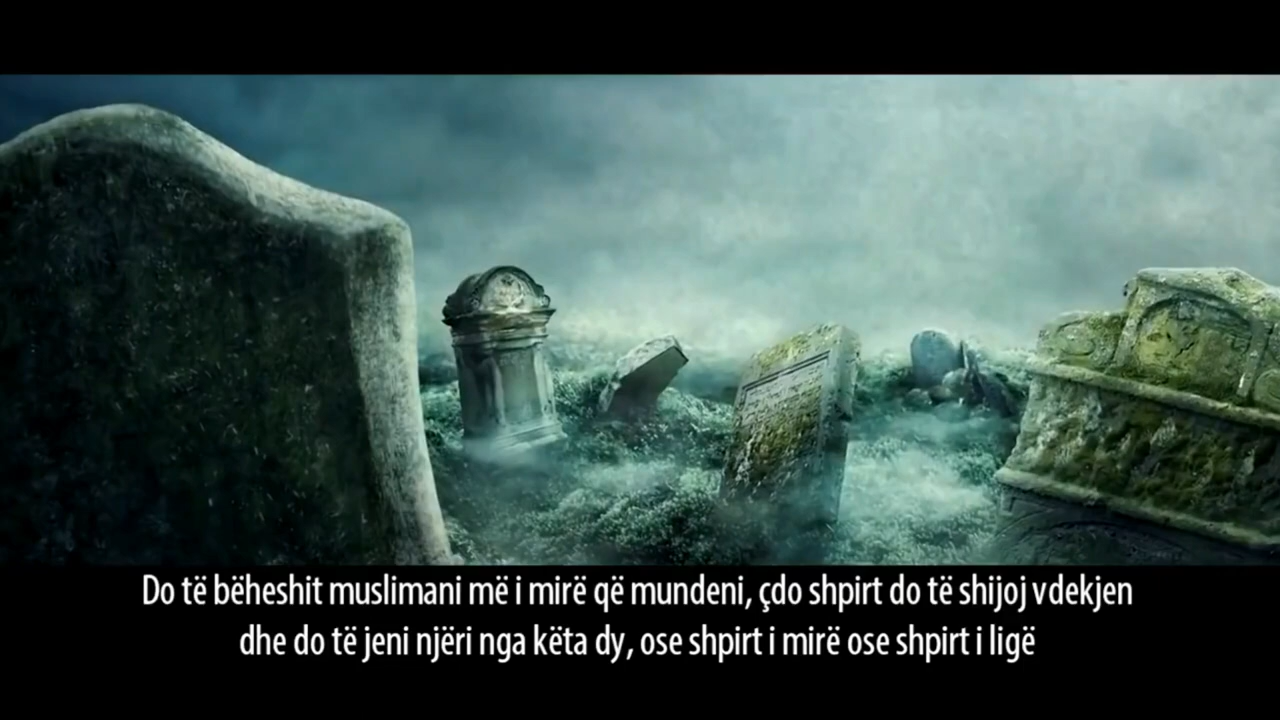 Do të bëheshit muslimani më i mirë që mundeni, çdo shpirt do të shijoj vdekjen
dhe do të jeni njëri nga këta dy, ose shpirt i mirë ose shpirt i ligë